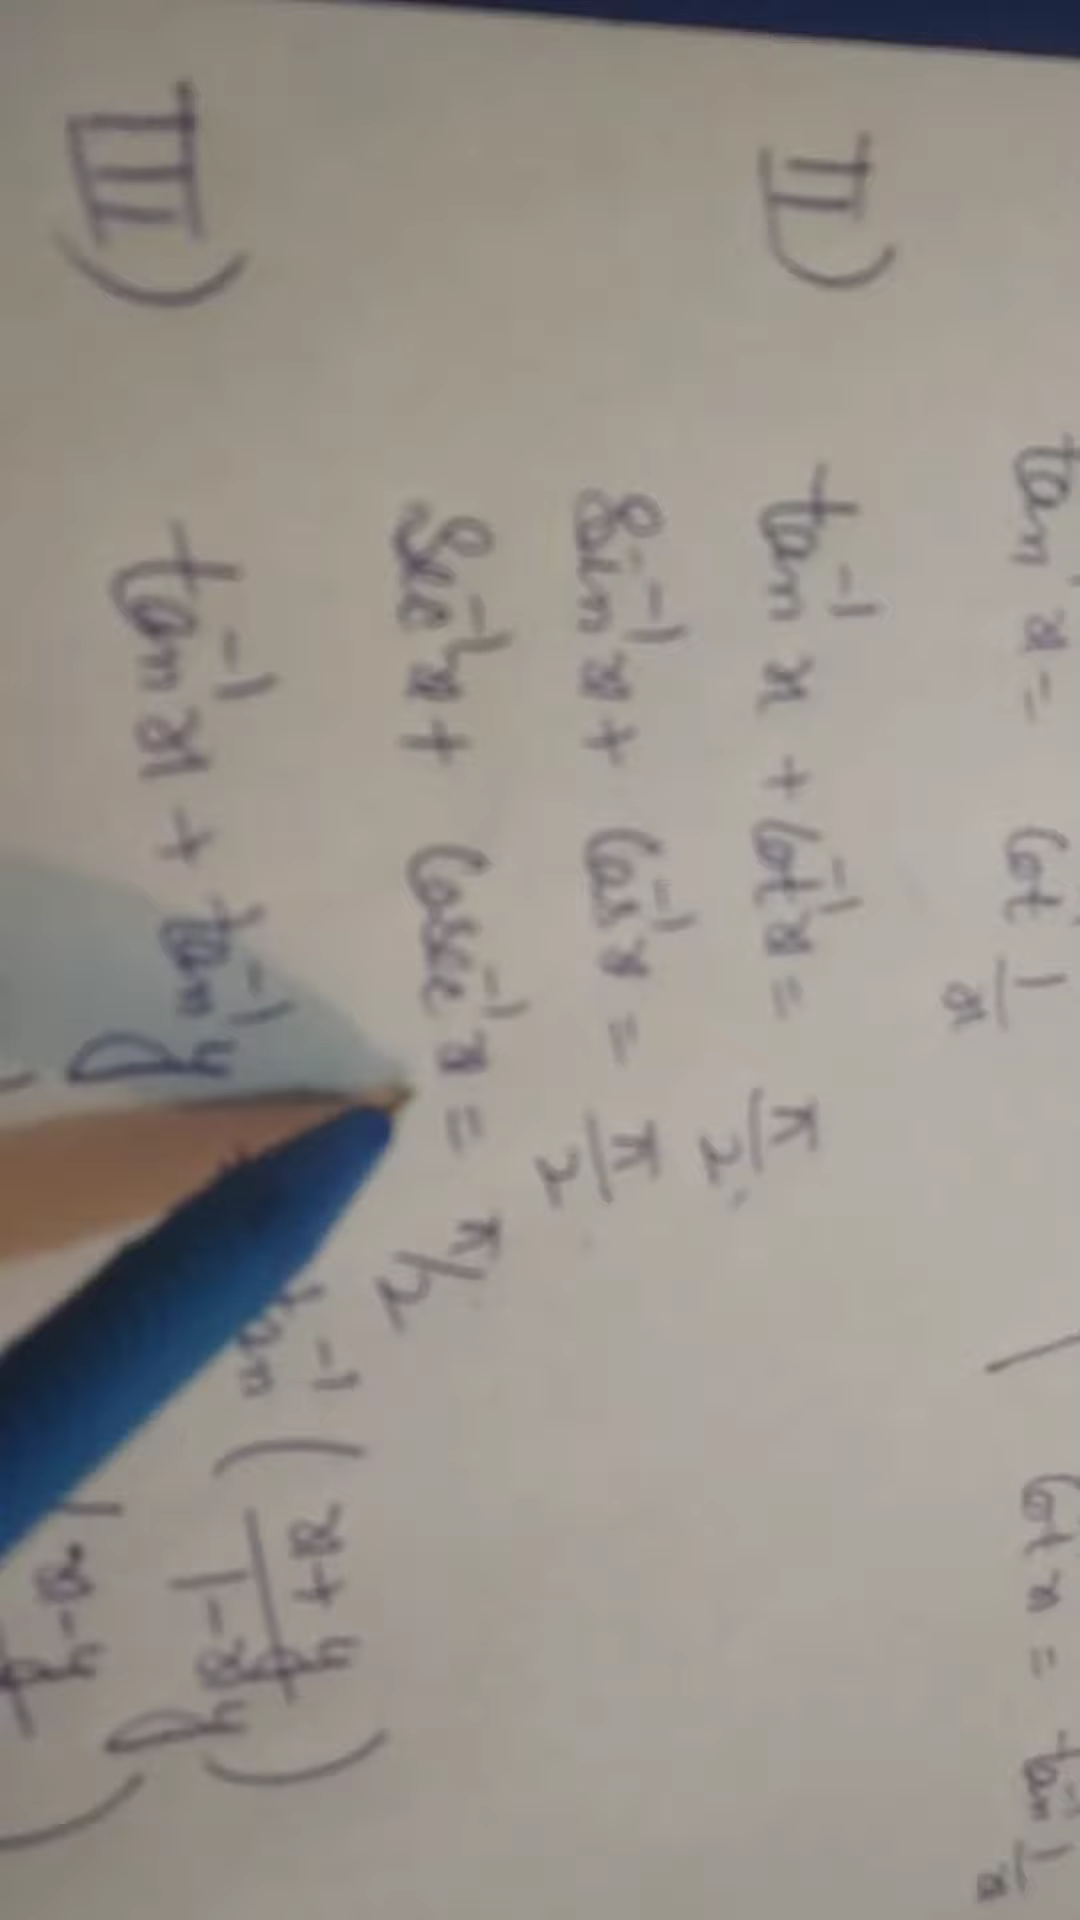 tan⁻¹x = Cot⁻¹ 1/x / Cot⁻¹x = tan⁻¹ 1/x
II) tan⁻¹x + Cot⁻¹x = π/2
Sin⁻¹x + Cos⁻¹x = π/2
Sec⁻¹x + Cosec⁻¹x = π/2
III) tan⁻¹x + tan⁻¹y tan⁻¹ (x+y/1-xy)
x-y